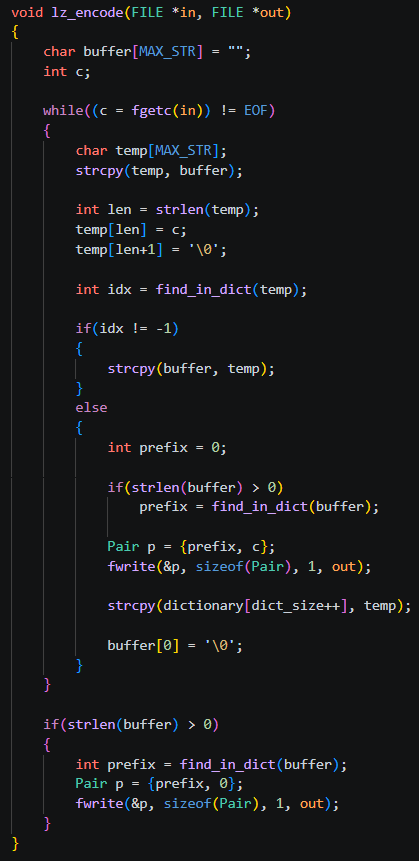 void lz_encode(FILE *in, FILE *out)
{
    char buffer[MAX_STR] = "";
    int c;

    while((c = fgetc(in)) != EOF)
    {
        char temp[MAX_STR];
        strcpy(temp, buffer);

        int len = strlen(temp);
        temp[len] = c;
        temp[len+1] = '\0';

        int idx = find_in_dict(temp);

        if(idx != -1)
        {
            strcpy(buffer, temp);
        }
        else
        {
            int prefix = 0;

            if(strlen(buffer) > 0)
                prefix = find_in_dict(buffer);

            Pair p = {prefix, c};
            fwrite(&p, sizeof(Pair), 1, out);

            strcpy(dictionary[dict_size++], temp);

            buffer[0] = '\0';
        }
    }

    if(strlen(buffer) > 0)
    {
        int prefix = find_in_dict(buffer);
        Pair p = {prefix, 0};
        fwrite(&p, sizeof(Pair), 1, out);
    }
}